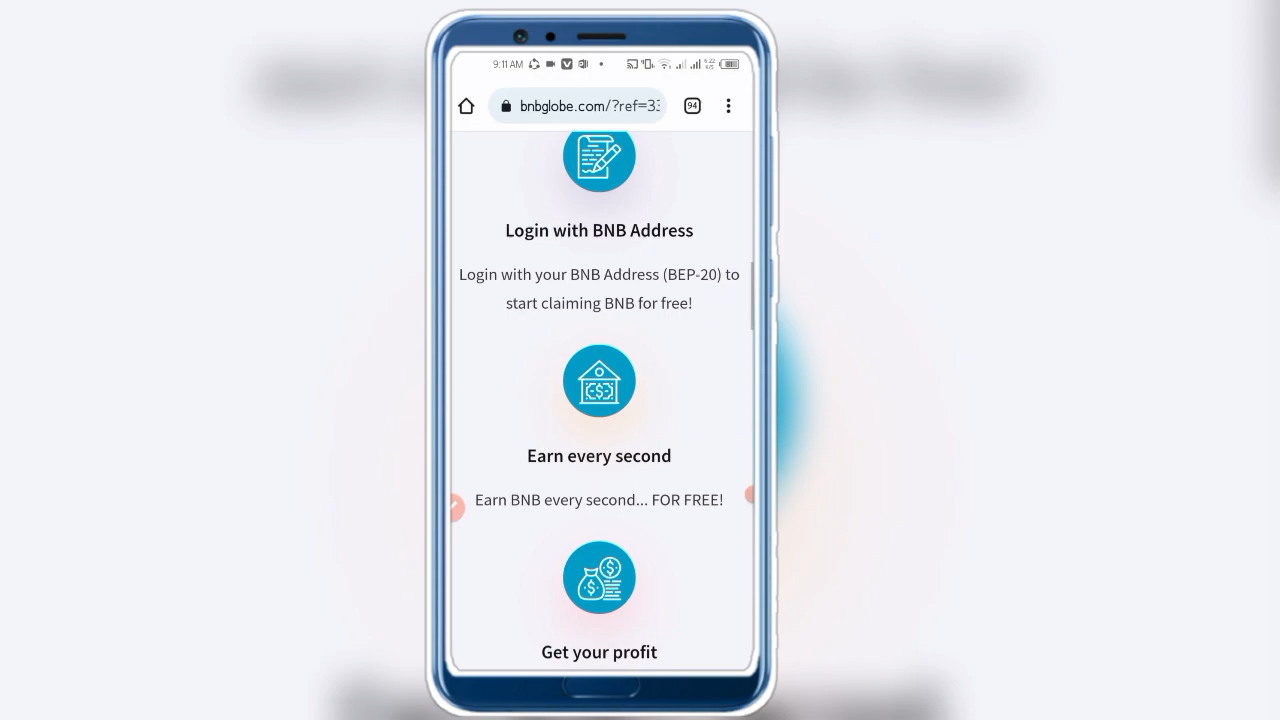 9:11 AM
bnbglobe.com/?ref=33
94
Login with BNB Address
Login with your BNB Address (BEP-20) to
start claiming BNB for free!
Earn every second
Earn BNB every second... FOR FREE!
Get your profit